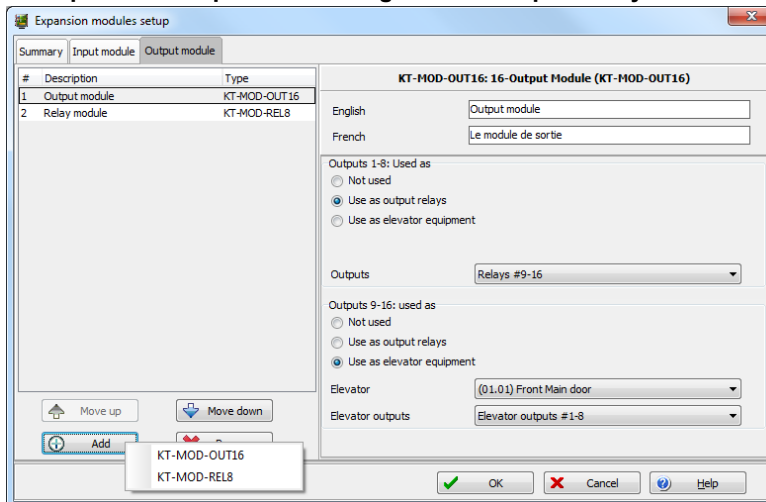 Expansion modules setup
Summary Input module Output module
# Description Type
1 Output module KT-MOD-OUT16
2 Relay module KT-MOD-REL8
KT-MOD-OUT16: 16-Output Module (KT-MOD-OUT16)
English Output module
French Le module de sortie
Outputs 1-8: Used as
Not used
Use as output relays
Use as elevator equipment
Outputs Relays #9-16
Outputs 9-16: used as
Not used
Use as output relays
Use as elevator equipment
Elevator (01.01) Front Main door
Elevator outputs Elevator outputs #1-8
Move up Move down
Add
KT-MOD-OUT16
KT-MOD-REL8
OK Cancel Help